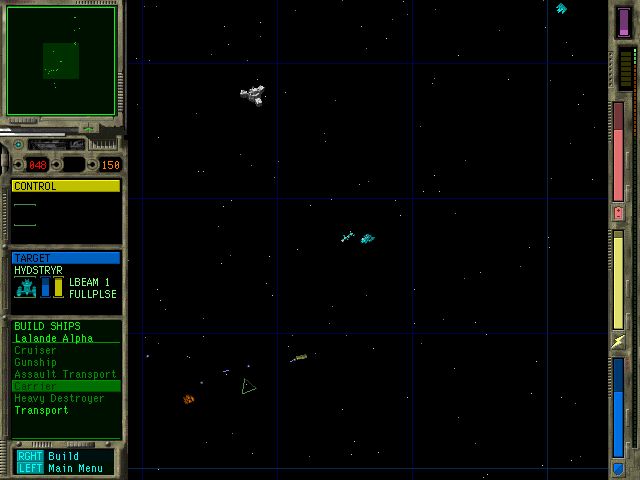 048 150
CONTROL
TARGET
HVDSTRYR
LBEAM 1
FULLPLSE
BUILD SHIPS
Lalande Alpha
Cruiser
Gunship
Assault Transport
Carrier
Heavy Destroyer
Transport
RGHT Build
LEFT Main Menu